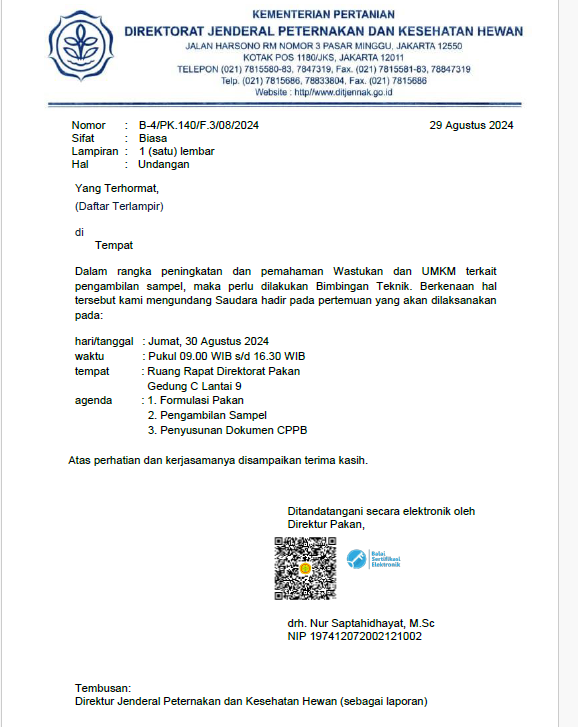 KEMENTERIAN PERTANIAN
DIREKTORAT JENDERAL PETERNAKAN DAN KESEHATAN HEWAN
JALAN HARSONO RM NOMOR 3 PASAR MINGGU, JAKARTA 12550
KOTAK POS 1180/JKS, JAKARTA 12011
TELEPON (021) 7815580-83, 7847319, Fax. (021) 7815581-83, 78847319
Telp. (021) 7815686, 78833804, Fax. (021) 7815686
Website : http//www.ditjennak.go.id
Nomor : B-4/PK.140/F.3/08/2024 29 Agustus 2024
Sifat : Biasa
Lampiran : 1 (satu) lembar
Hal : Undangan
Yang Terhormat,
(Daftar Terlampir)
di
Tempat
Dalam rangka peningkatan dan pemahaman Wastukan dan UMKM terkait
pengambilan sampel, maka perlu dilakukan Bimbingan Teknik. Berkenaan hal
tersebut kami mengundang Saudara hadir pada pertemuan yang akan dilaksanakan
pada:
hari/tanggal : Jumat, 30 Agustus 2024
waktu : Pukul 09.00 WIB s/d 16.30 WIB
tempat : Ruang Rapat Direktorat Pakan
Gedung C Lantai 9
agenda : 1. Formulasi Pakan
2. Pengambilan Sampel
3. Penyusunan Dokumen CPPB
Atas perhatian dan kerjasamanya disampaikan terima kasih.
Ditandatangani secara elektronik oleh
Direktur Pakan,
Balai
Sertifikasi
Elektronik
drh. Nur Saptahidhayat, M.Sc
NIP 197412072002121002
Tembusan:
Direktur Jenderal Peternakan dan Kesehatan Hewan (sebagai laporan)